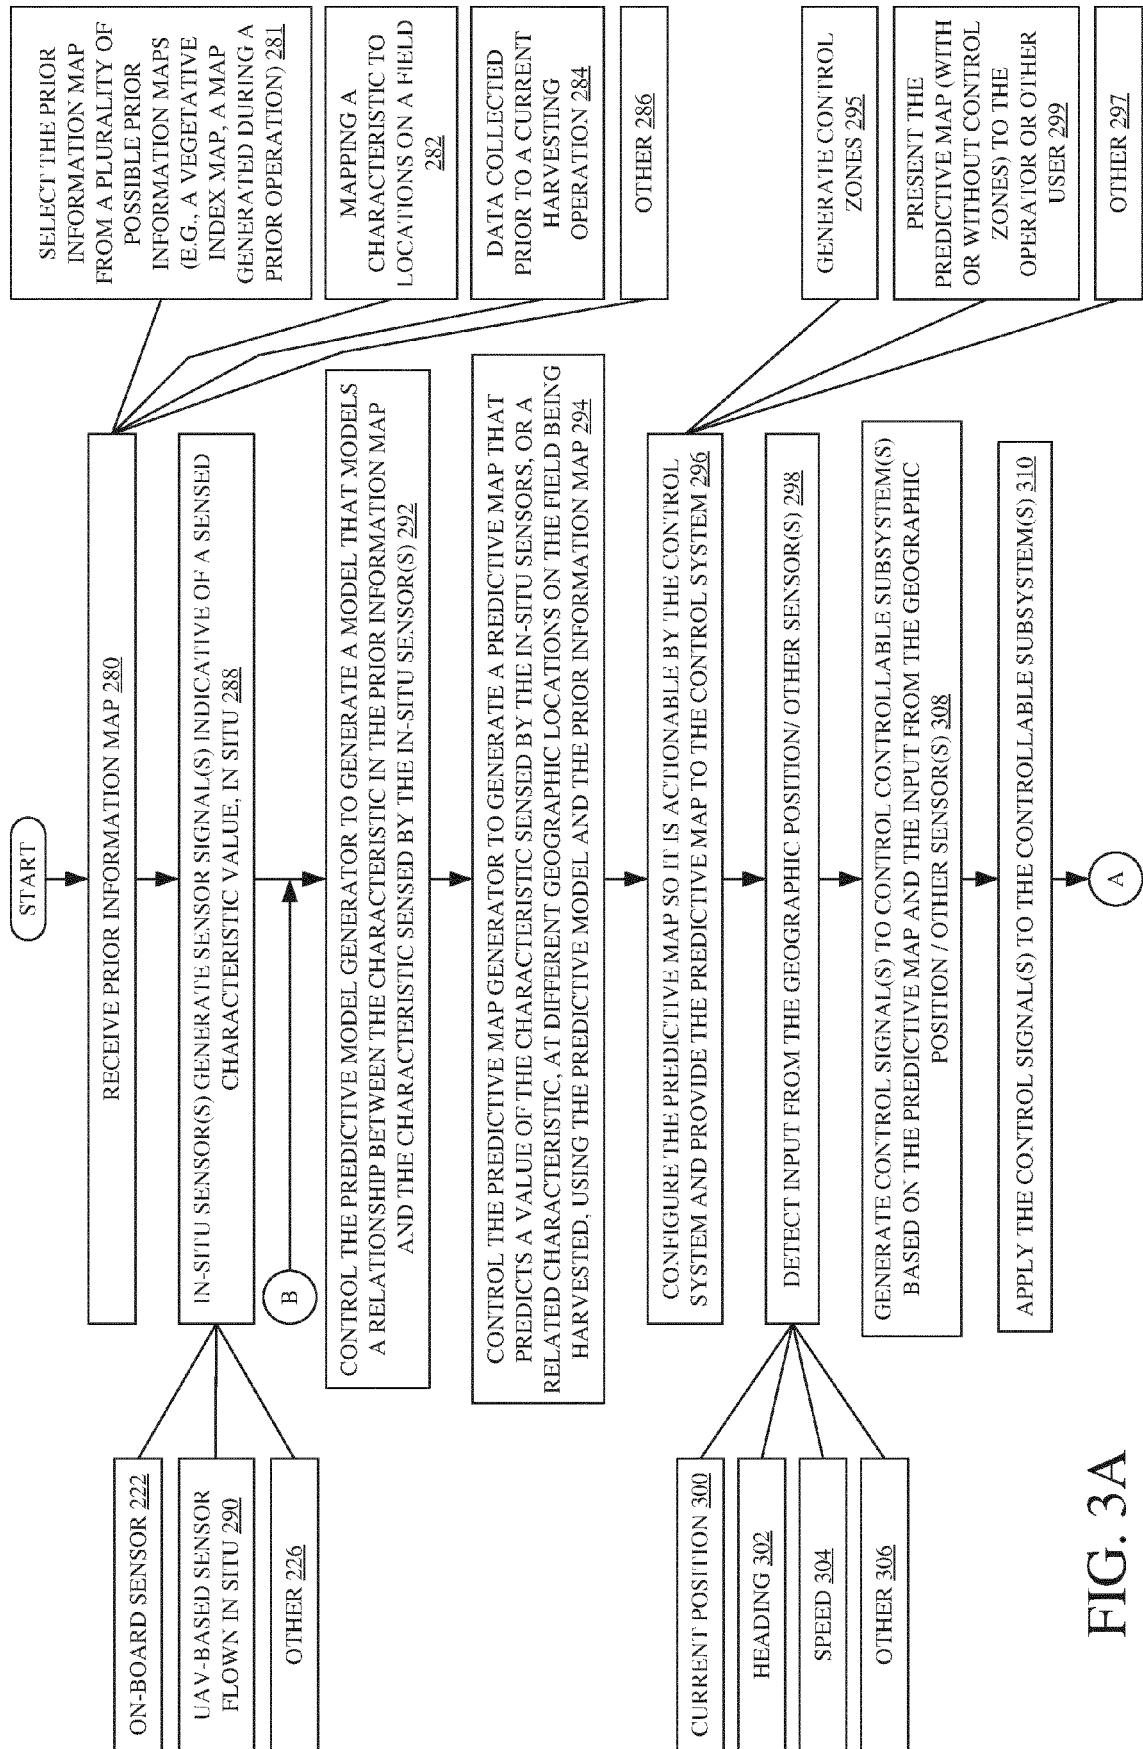 START
RECEIVE PRIOR INFORMATION MAP 280
SELECT THE PRIOR
INFORMATION MAP
FROM A PLURALITY OF
POSSIBLE PRIOR
INFORMATION MAPS
(E.G., A VEGETATIVE
INDEX MAP, A MAP
GENERATED DURING A
PRIOR OPERATION) 281
MAPPING A
CHARACTERISTIC TO
LOCATIONS ON A FIELD
282
DATA COLLECTED
PRIOR TO A CURRENT
HARVESTING
OPERATION 284
OTHER 286
IN-SITU SENSOR(S) GENERATE SENSOR SIGNAL(S) INDICATIVE OF A SENSED
CHARACTERISTIC VALUE, IN SITU 288
ON-BOARD SENSOR 222
UAV-BASED SENSOR
FLOWN IN SITU 290
OTHER 226
B
CONTROL THE PREDICTIVE MODEL GENERATOR TO GENERATE A MODEL THAT MODELS
A RELATIONSHIP BETWEEN THE CHARACTERISTIC IN THE PRIOR INFORMATION MAP
AND THE CHARACTERISTIC SENSED BY THE IN-SITU SENSOR(S) 292
CONTROL THE PREDICTIVE MAP GENERATOR TO GENERATE A PREDICTIVE MAP THAT
PREDICTS A VALUE OF THE CHARACTERISTIC SENSED BY THE IN-SITU SENSORS, OR A
RELATED CHARACTERISTIC, AT DIFFERENT GEOGRAPHIC LOCATIONS ON THE FIELD BEING
HARVESTED, USING THE PREDICTIVE MODEL AND THE PRIOR INFORMATION MAP 294
CONFIGURE THE PREDICTIVE MAP SO IT IS ACTIONABLE BY THE CONTROL
SYSTEM AND PROVIDE THE PREDICTIVE MAP TO THE CONTROL SYSTEM 296
GENERATE CONTROL
ZONES 295
PRESENT THE
PREDICTIVE MAP (WITH
OR WITHOUT CONTROL
ZONES) TO THE
OPERATOR OR OTHER
USER 299
OTHER 297
DETECT INPUT FROM THE GEOGRAPHIC POSITION/ OTHER SENSOR(S) 298
CURRENT POSITION 300
HEADING 302
SPEED 304
OTHER 306
GENERATE CONTROL SIGNAL(S) TO CONTROL CONTROLLABLE SUBSYSTEM(S)
BASED ON THE PREDICTIVE MAP AND THE INPUT FROM THE GEOGRAPHIC
POSITION / OTHER SENSOR(S) 308
APPLY THE CONTROL SIGNAL(S) TO THE CONTROLLABLE SUBSYSTEM(S) 310
A
FIG. 3A